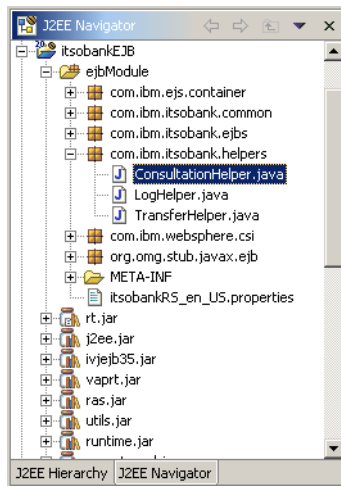 J2EE Navigator
itsobankEJB
ejbModule
com.ibm.ejs.container
com.ibm.itsobank.common
com.ibm.itsobank.ejbs
com.ibm.itsobank.helpers
ConsultationHelper.java
LogHelper.java
TransferHelper.java
com.ibm.websphere.csi
org.omg.stub.javax.ejb
META-INF
itsobankRS_en_US.properties
rt.jar
j2ee.jar
ivjejb35.jar
vaprt.jar
ras.jar
utils.jar
runtime.jar
J2EE Hierarchy J2EE Navigator